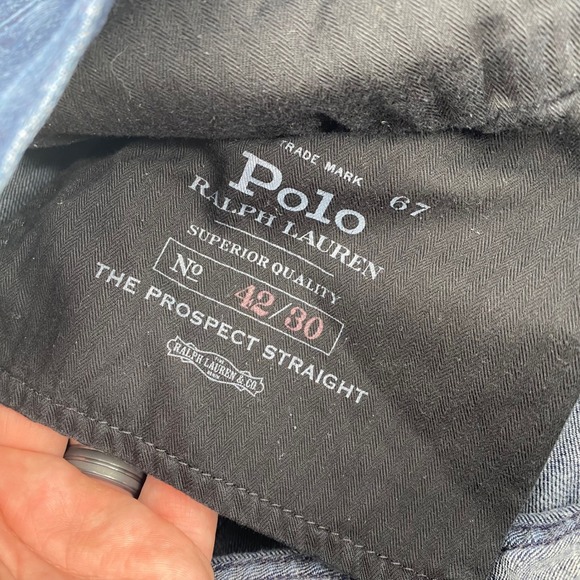 TRADE MARK 67
Polo
RALPH LAUREN
SUPERIOR QUALITY
No 42/30
THE PROSPECT STRAIGHT
RALPH LAUREN & CO.